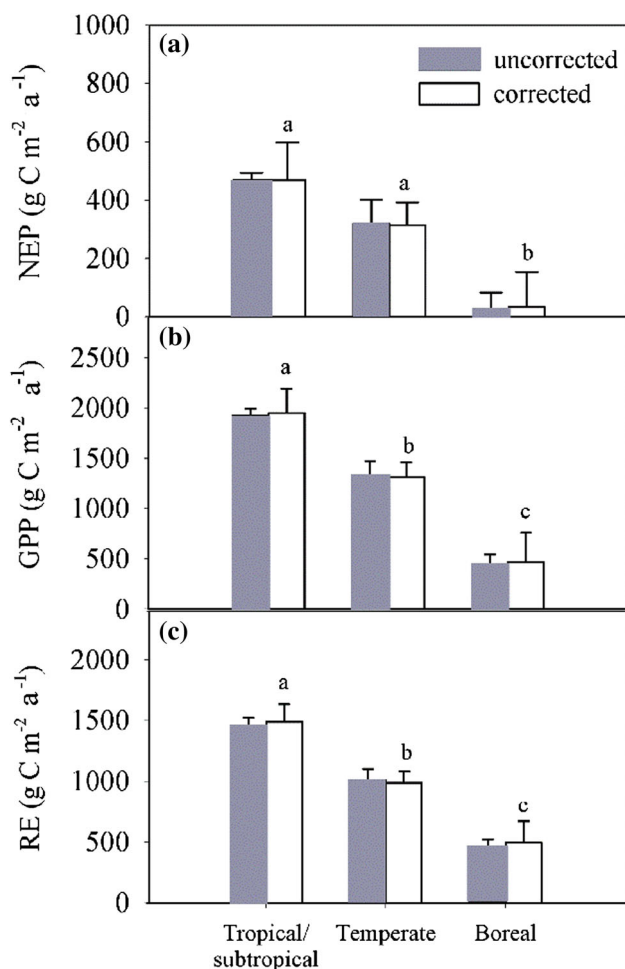 1000
(a)
uncorrected
corrected
800
NEP (g C m⁻² a⁻¹)
600
a
a
400
200
b
0
(b)
2500
GPP (g C m⁻² a⁻¹)
2000
a
1500
b
1000
500
c
0
(c)
2000
RE (g C m⁻² a⁻¹)
1500
a
1000
b
500
c
0
Tropical/ Temperate Boreal
subtropical